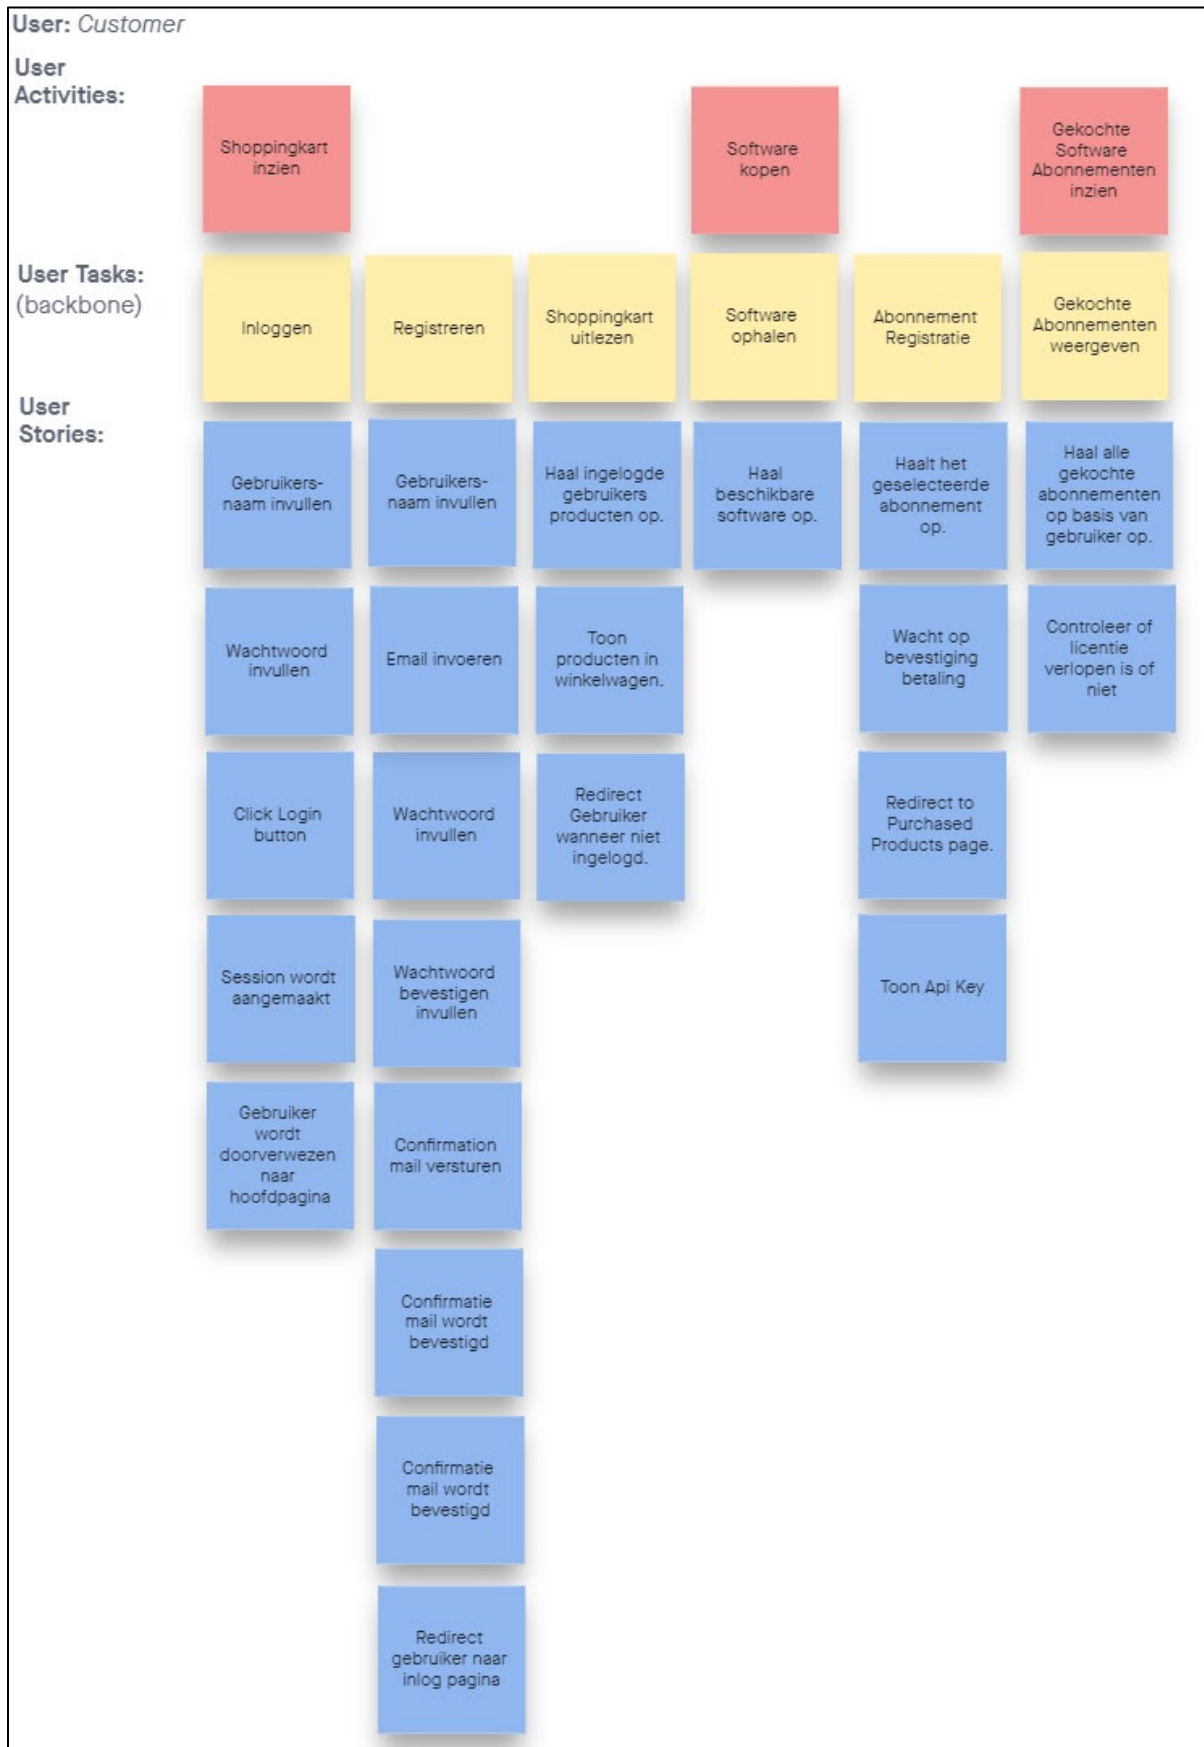 User: Customer
User
Activities:
Shoppingkart
inzien
Software
kopen
Gekochte
Software
Abonnementen
inzien
User Tasks:
(backbone)
Inloggen
Registreren
Shoppingkart
uitlezen
Software
ophalen
Abonnement
Registratie
Gekochte
Abonnementen
weergeven
User
Stories:
Gebruikers-
naam invullen
Gebruikers-
naam invullen
Haal ingelogde
gebruikers
producten op.
Haal
beschikbare
software op.
Haalt het
geselecteerde
abonnement
op.
Haal alle
gekochte
abonnementen
op basis van
gebruiker op.
Wachtwoord
invullen
Email invoeren
Toon
producten in
winkelwagen.
Wacht op
bevestiging
betaling
Controleer of
licentie
verlopen is of
niet
Click Login
button
Wachtwoord
invullen
Redirect
Gebruiker
wanneer niet
ingelogd.
Redirect to
Purchased
Products page.
Session wordt
aangemaakt
Wachtwoord
bevestigen
invullen
Toon Api Key
Gebruiker
wordt
doorverwezen
naar
hoofdpagina
Confirmation
mail versturen
Confirmatie
mail wordt
bevestigd
Confirmatie
mail wordt
bevestigd
Redirect
gebruiker naar
inlog pagina